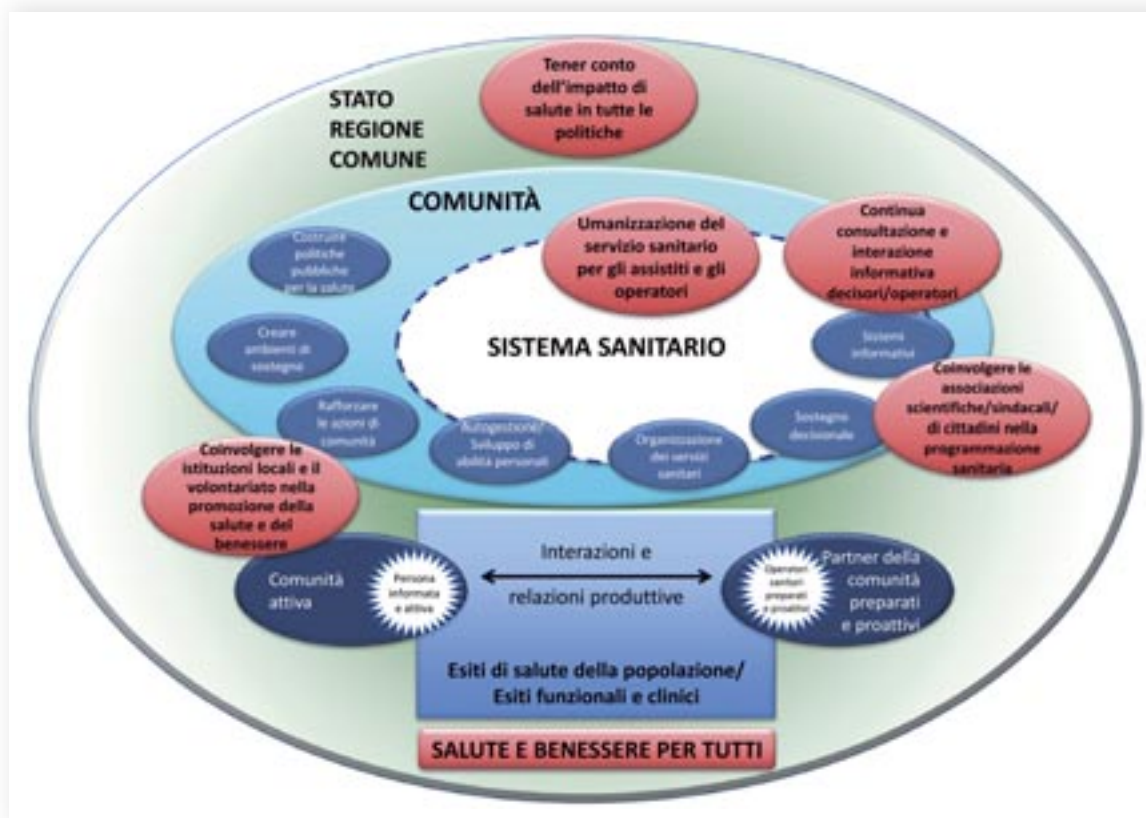 Tener conto
dell'impatto di
salute in tutte le
politiche
STATO
REGIONE
COMUNE
COMUNITÀ
Umanizzazione del
servizio sanitario
per gli assistiti e gli
operatori
Continua
consultazione e
interazione
informativa
decisori/operatori
Costruire
politiche
pubbliche
per la salute
Creare
ambienti di
sostegno
Rafforzare
le azioni di
comunità
Autogestione/
Sviluppo di
abilità personali
Organizzazione
dei servizi
sanitari
Sostegno
decisionale
Sistemi
informativi
SISTEMA SANITARIO
Coinvolgere le
associazioni
scientifiche/sindacali/
di cittadini nella
programmazione
sanitaria
Coinvolgere le
istituzioni locali e il
volontariato nella
promozione della
salute e del
benessere
Comunità
attiva
Persona
informata
e attiva
Interazioni e
relazioni produttive
Operatori
sanitari
preparati
e proattivi
Partner della
comunità
preparati
e proattivi
Esiti di salute della popolazione/
Esiti funzionali e clinici
SALUTE E BENESSERE PER TUTTI